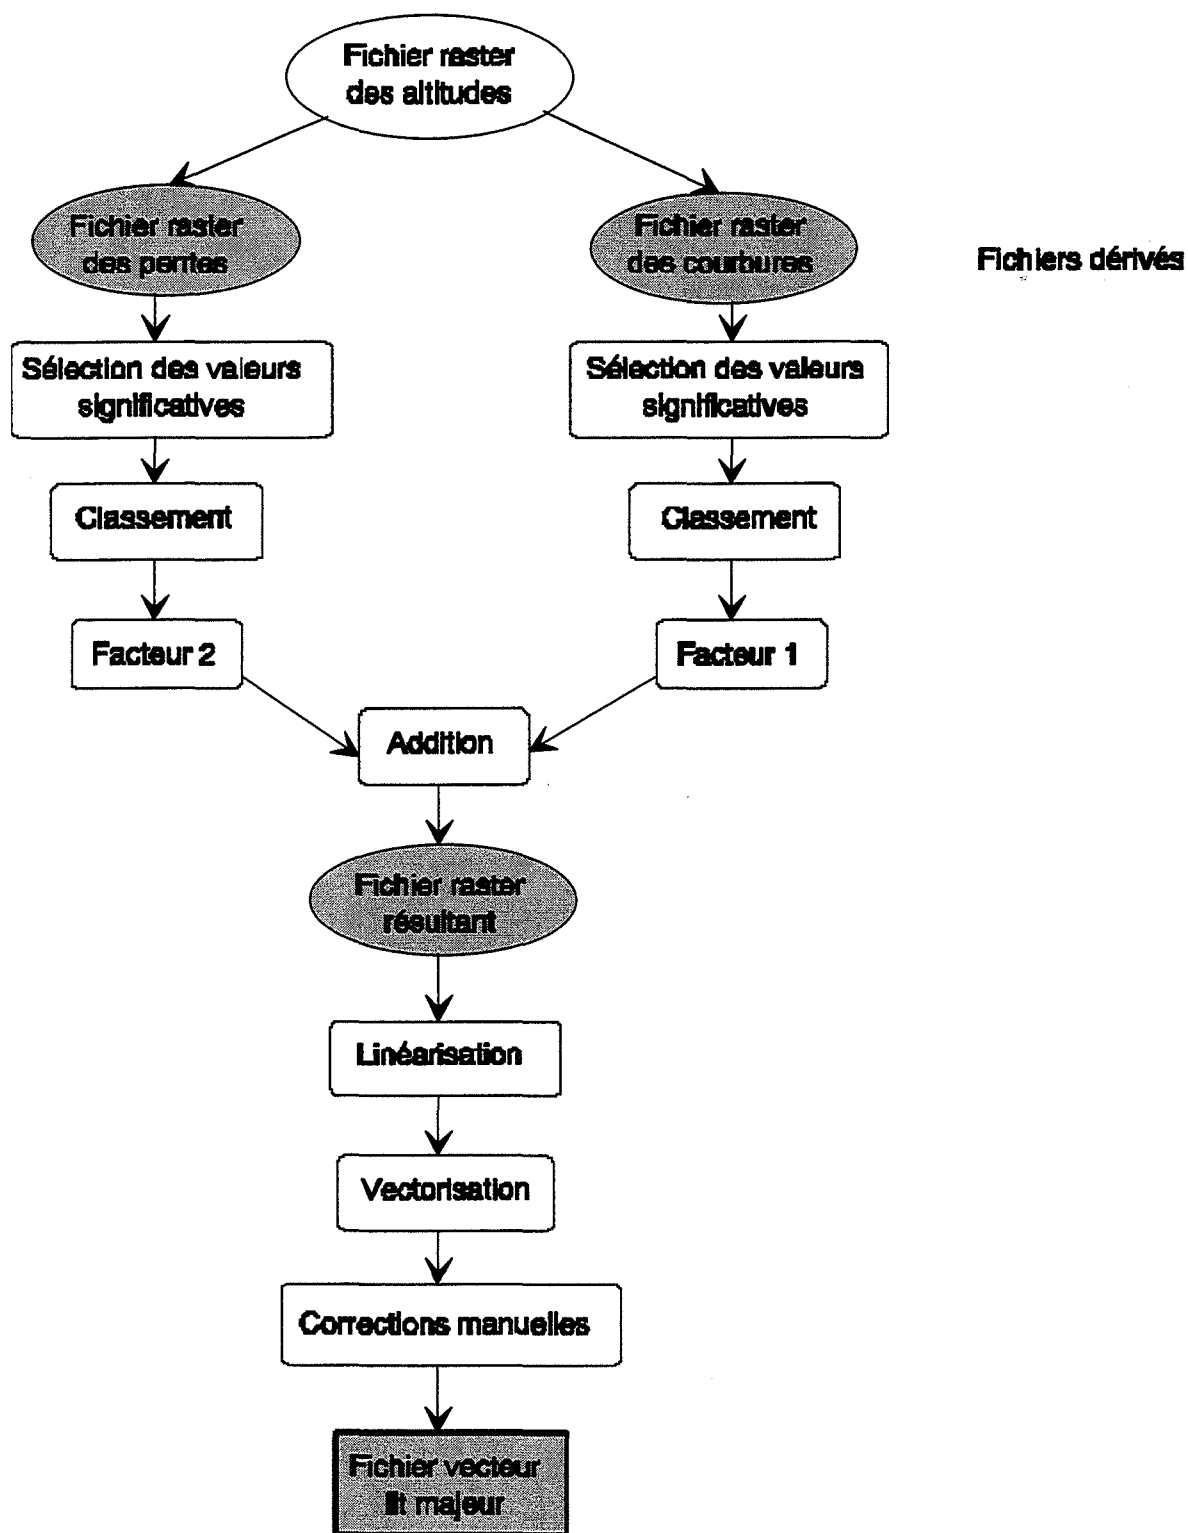 Fichier raster
des altitudes
Fichier raster
des pentes
Fichier raster
des courbures
Fichiers dérivés
Sélection des valeurs
significatives
Sélection des valeurs
significatives
Classement
Classement
Facteur 2
Facteur 1
Addition
Fichier raster
résultant
Linéarisation
Vectorisation
Corrections manuelles
Fichier vecteur
lit majeur